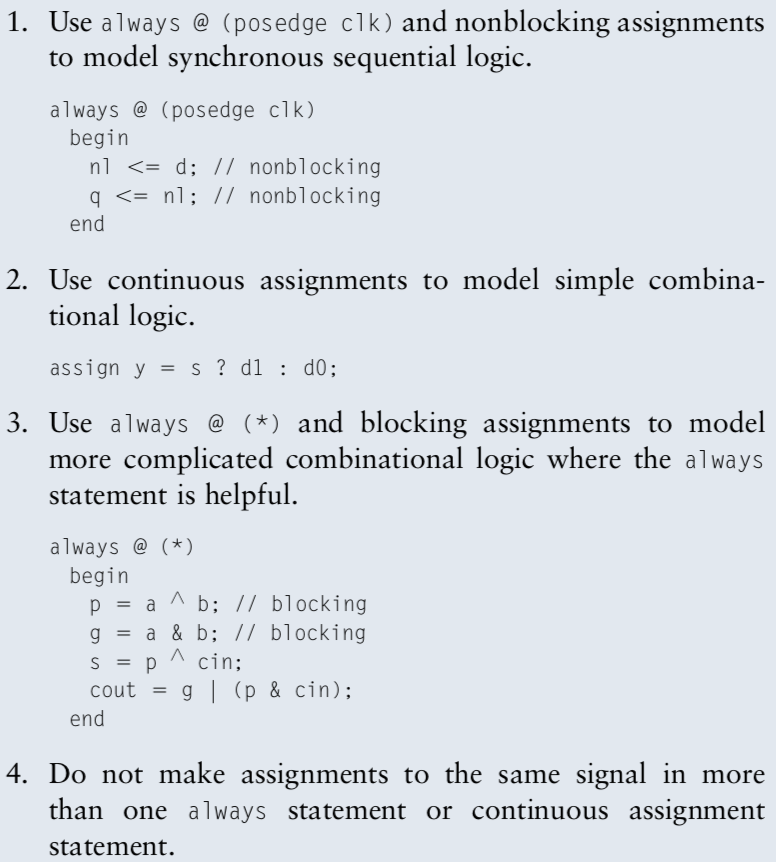 1. Use always @ (posedge clk) and nonblocking assignments
to model synchronous sequential logic.
always @ (posedge clk)
begin
nl <= d; // nonblocking
q <= nl; // nonblocking
end
2. Use continuous assignments to model simple combina-
tional logic.
assign y = s ? d1 : d0;
3. Use always @ (*) and blocking assignments to model
more complicated combinational logic where the always
statement is helpful.
always @ (*)
begin
p = a ^ b; // blocking
g = a & b; // blocking
s = p ^ cin;
cout = g | (p & cin);
end
4. Do not make assignments to the same signal in more
than one always statement or continuous assignment
statement.